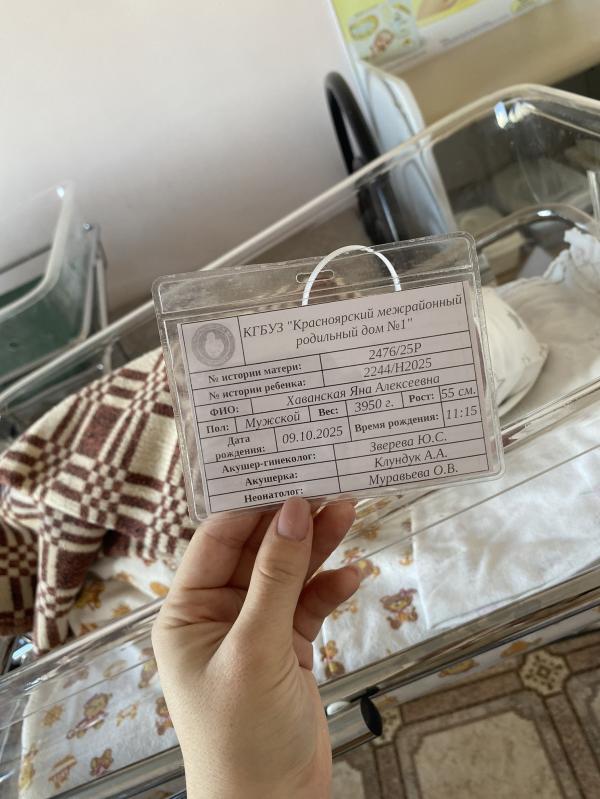 КГБУЗ "Красноярский межрайонный
родильный дом №1"
№ истории матери: 2476/25Р
№ истории ребенка: 2244/Н2025
ФИО: Хаванская Яна Алексеевна
Пол: Мужской Вес: 3950 г. Рост: 55 см.
Дата рождения: 09.10.2025 Время рождения: 11:15
Акушер-гинеколог: Зверева Ю.С.
Акушерка: Клундук А.А.
Неонатолог: Муравьева О.В.